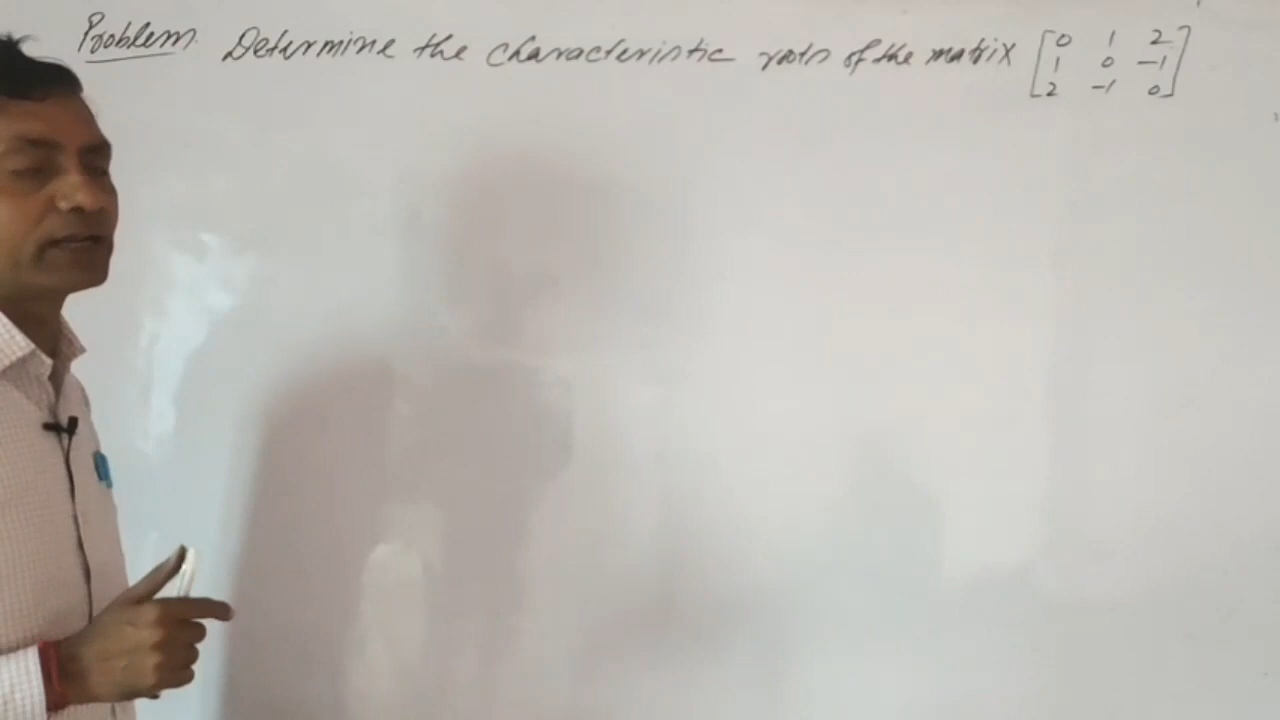 Problem. Determine the characteristic roots of the matrix [0 1 2
1 0 -1
2 -1 0]